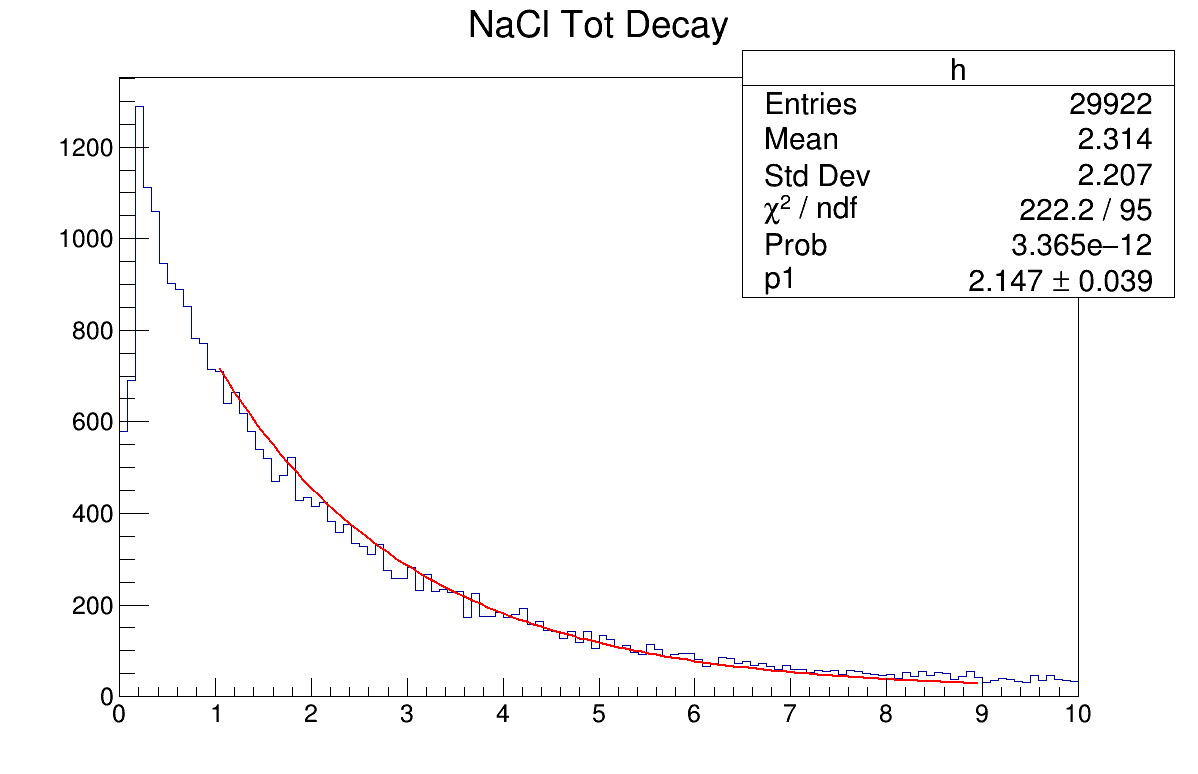 NaCl Tot Decay
h
Entries 29922
Mean 2.314
Std Dev 2.207
χ² / ndf 222.2 / 95
Prob 3.365e−12
p1 2.147 ± 0.039
1200
1000
800
600
400
200
0
0 1 2 3 4 5 6 7 8 9 10